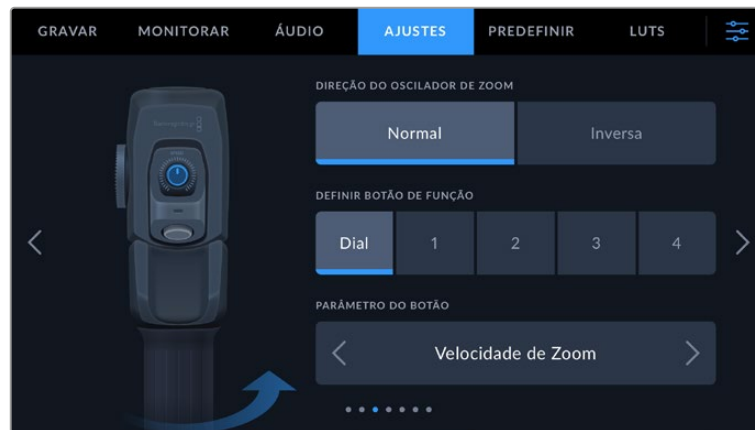 GRAVAR MONITORAR ÁUDIO AJUSTES PREDEFINIR LUTS
DIREÇÃO DO OSCILADOR DE ZOOM
Normal Inversa
DEFINIR BOTÃO DE FUNÇÃO
Dial 1 2 3 4
PARÂMETRO DO BOTÃO
Velocidade de Zoom